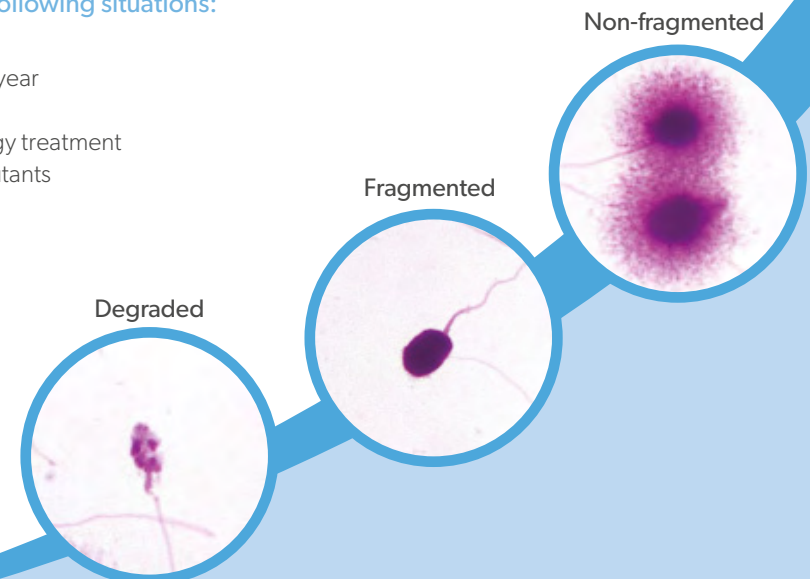 ollowing situations:
year
gy treatment
tants
Non-fragmented
Fragmented
Degraded